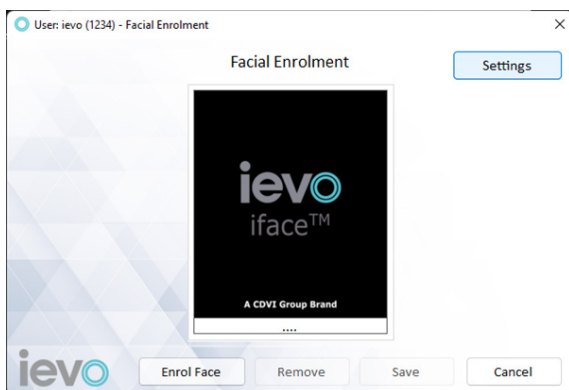 User: ievo (1234) - Facial Enrolment
Facial Enrolment
Settings
ievo
iface™
A CDVI Group Brand
....
ievo
Enrol Face Remove Save Cancel